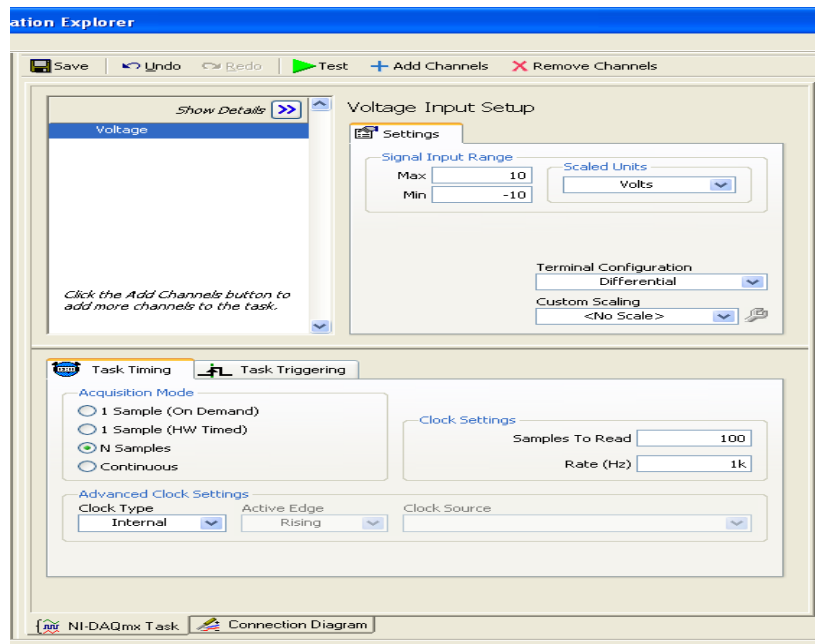 ation Explorer
Save Undo Redo Test Add Channels Remove Channels
Show Details >>
Voltage
Click the Add Channels button to
add more channels to the task.
Voltage Input Setup
Settings
Signal Input Range
Max 10
Min -10
Scaled Units
Volts
Terminal Configuration
Differential
Custom Scaling
<No Scale>
Task Timing Task Triggering
Acquisition Mode
1 Sample (On Demand)
1 Sample (HW Timed)
N Samples
Continuous
Clock Settings
Samples To Read 100
Rate (Hz) 1k
Advanced Clock Settings
Clock Type Active Edge Clock Source
Internal Rising
NI-DAQmx Task Connection Diagram